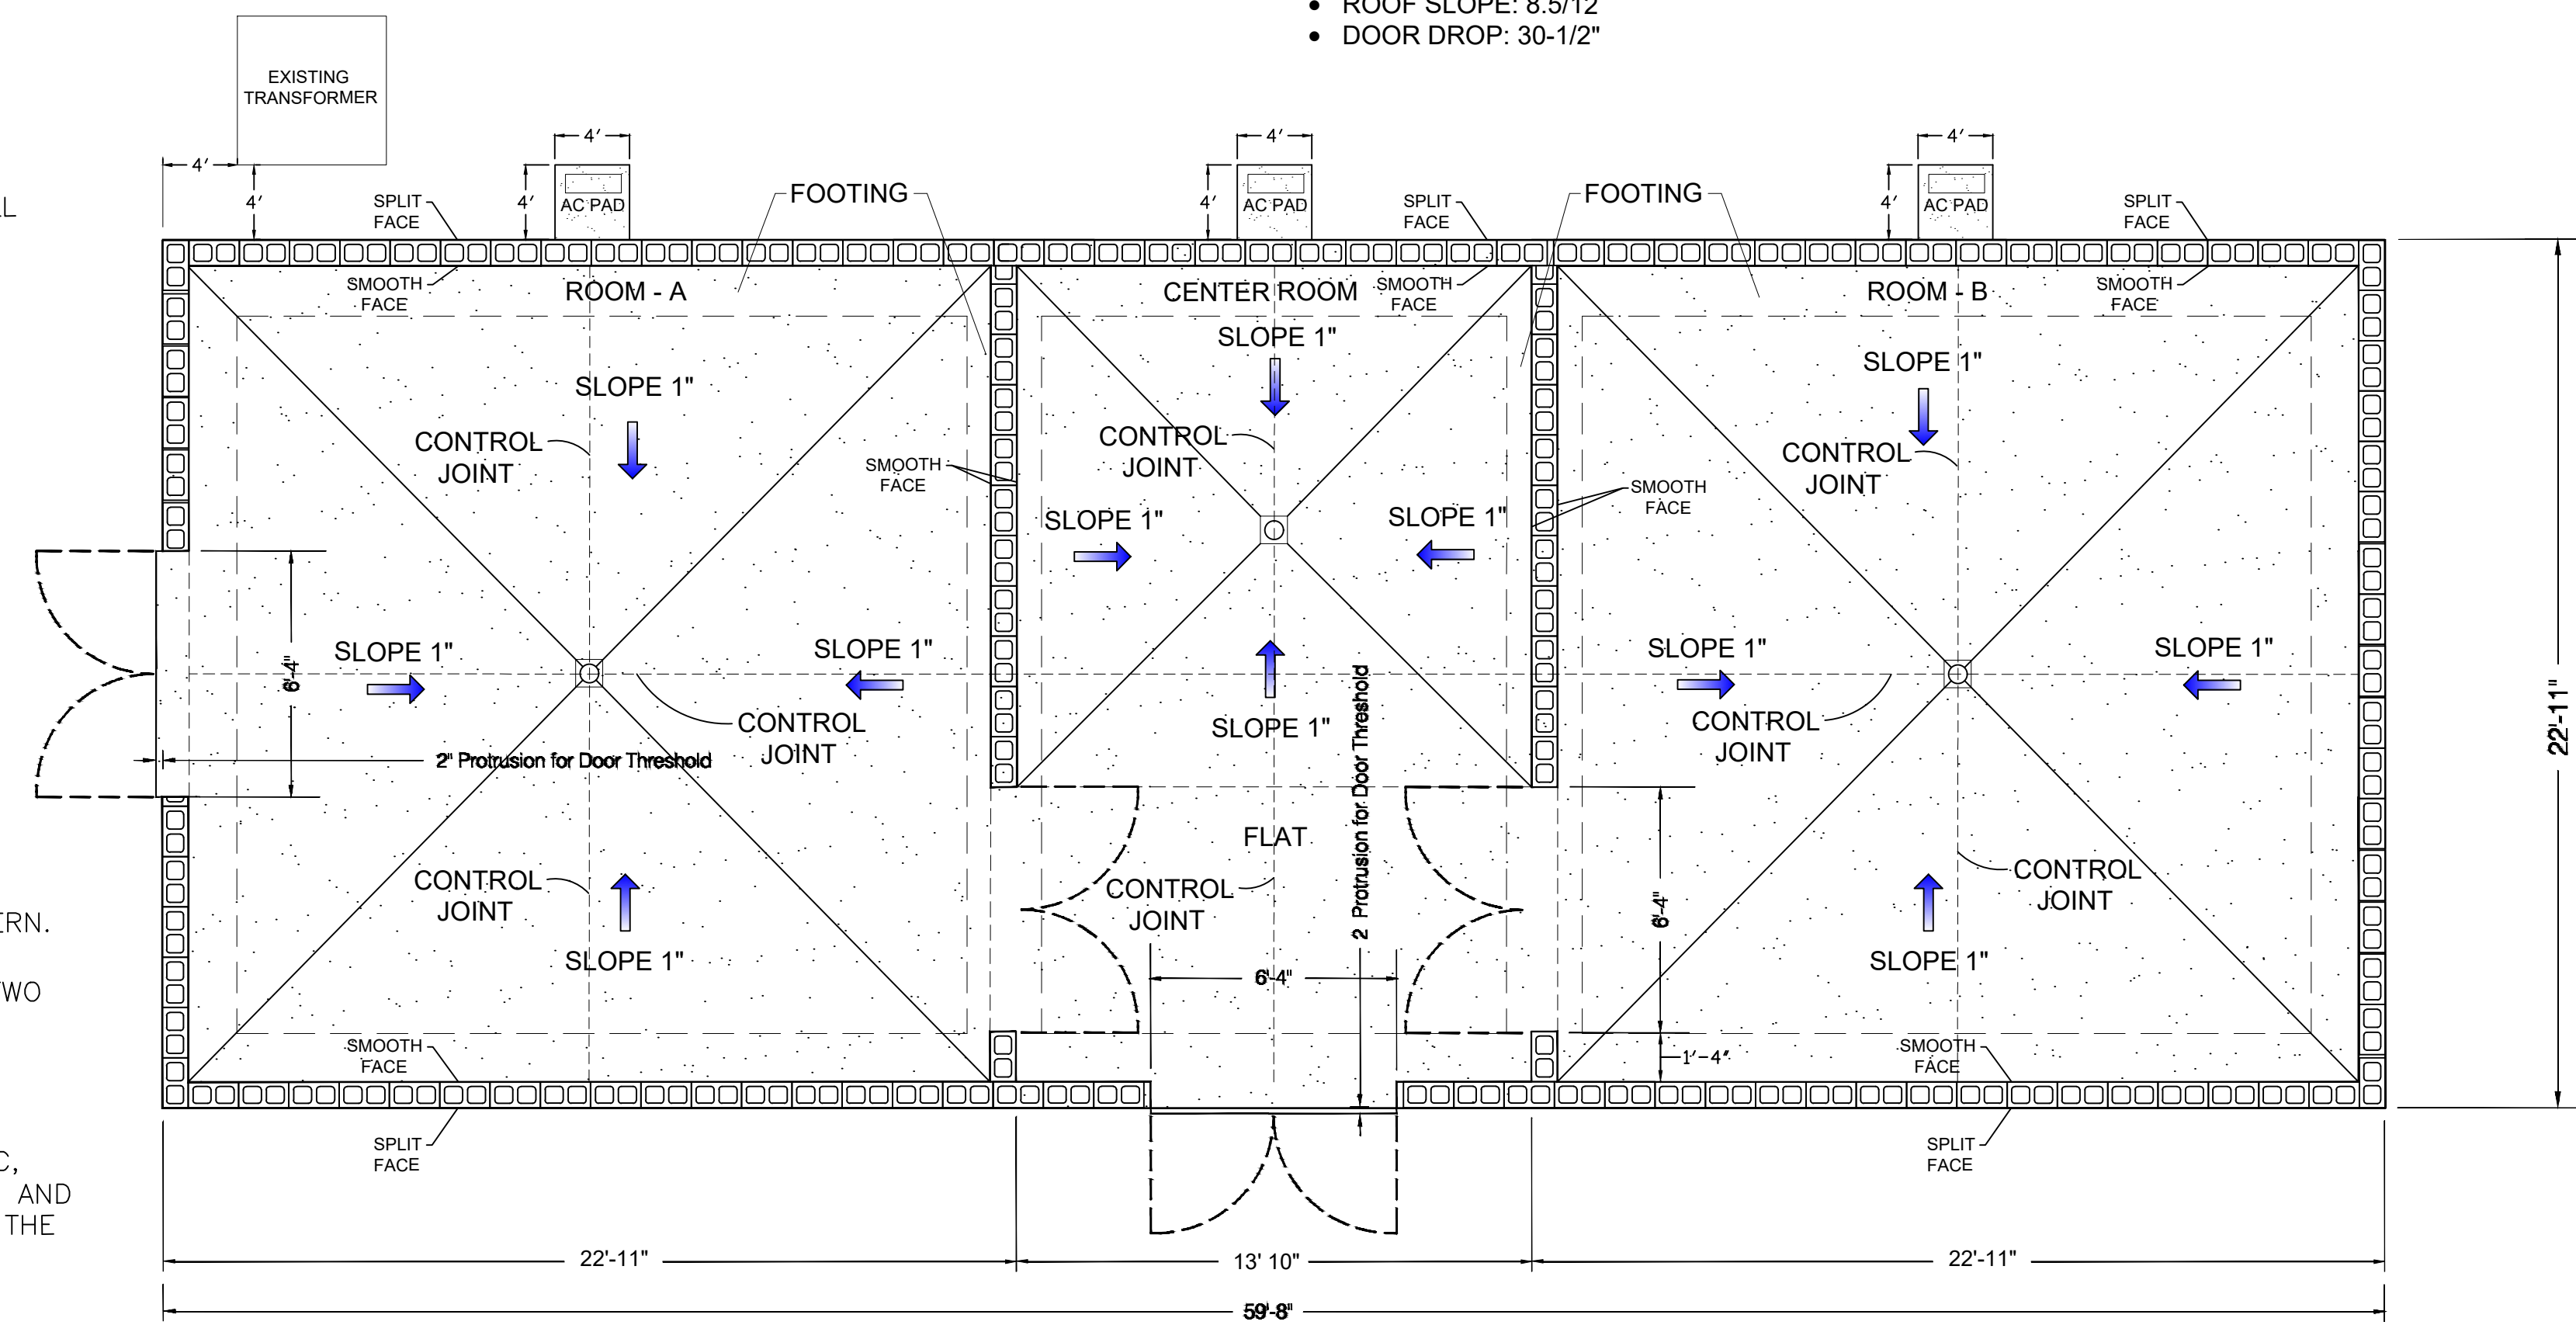 ROOF SLOPE: 8.5/12
DOOR DROP: 30-1/2"
EXISTING
TRANSFORMER
4'
4'
4'
4'
4'
4'
4'
4'
AC PAD
AC PAD
AC PAD
SPLIT
FACE
FOOTING
SPLIT
FACE
FOOTING
SPLIT
FACE
SMOOTH
FACE
ROOM - A
CENTER ROOM
SMOOTH
FACE
ROOM - B
SMOOTH
FACE
SLOPE 1"
SLOPE 1"
SLOPE 1"
CONTROL
JOINT
CONTROL
JOINT
CONTROL
JOINT
SMOOTH
FACE
SMOOTH
FACE
SLOPE 1"
SLOPE 1"
SLOPE 1"
SLOPE 1"
SLOPE 1"
SLOPE 1"
6'-4"
CONTROL
JOINT
SLOPE 1"
CONTROL
JOINT
22'-11"
2" Protrusion for Door Threshold
2 Protrusion for Door Threshold
FLAT
CONTROL
JOINT
CONTROL
JOINT
CONTROL
JOINT
6'-4"
SLOPE 1"
6'-4"
SLOPE 1"
SMOOTH
FACE
1'-4"
SMOOTH
FACE
SPLIT
FACE
SPLIT
FACE
ERN.
AND
THE
22'-11"
13' 10"
22'-11"
59'-8"